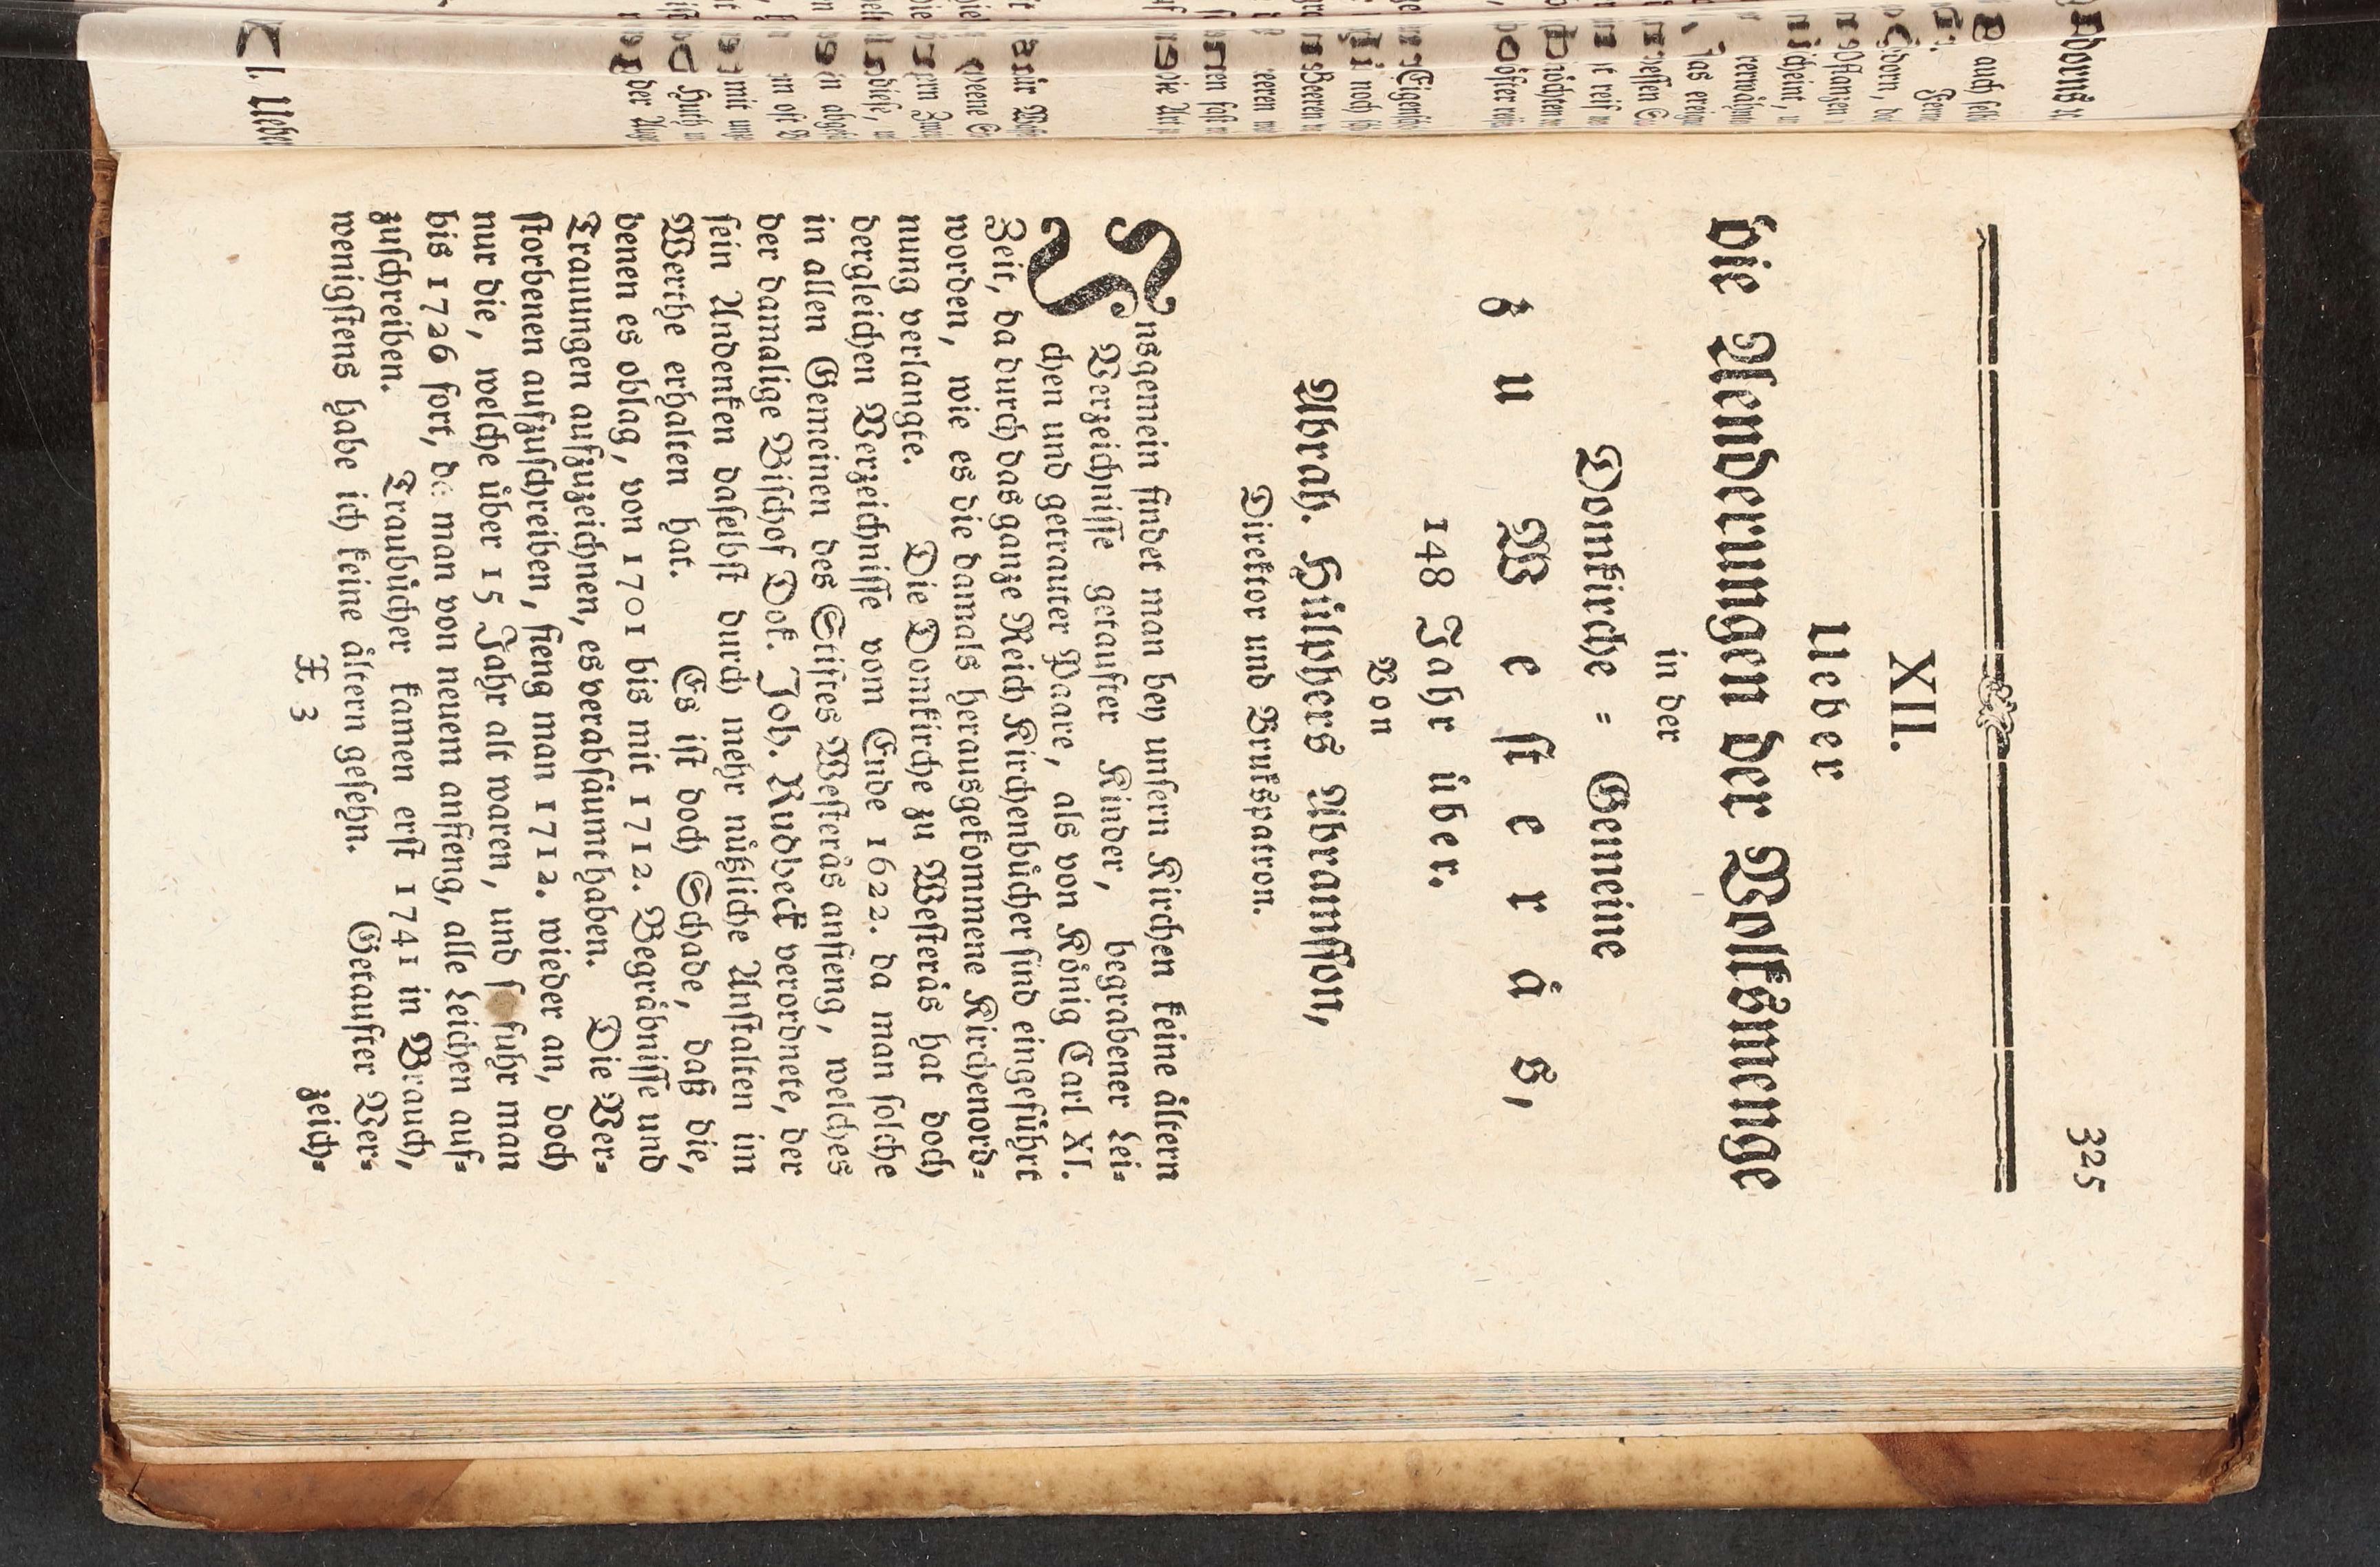 325
XII.
Ueber
die Aenderungen der Volksmenge
in der
Domkirche = Gemeine
zu Westerås,
148 Jahr über.
Von
Abrah. Hülphers Abramsson,
Direktor und Brukspatron.
Insgemein findet man bey unsern Kirchen keine ältern
Verzeichnisse getaufter Kinder, begrabener Lei=
chen und getrauter Paare, als von König Carl XI.
Zeit, da durch das ganze Reich Kirchenbücher sind eingeführt
worden, wie es die damals herausgekommene Kirchenord=
nung verlangte. Die Domkirche zu Westerås hat doch
dergleichen Verzeichnisse vom Ende 1622. da man solche
in allen Gemeinen des Stiftes Westerås anfieng, welches
der damalige Bischof Dok. Joh. Rudbeck verordnete, der
sein Andenken daselbst durch mehr nützliche Anstalten im
Werthe erhalten hat. Es ist doch Schade, daß die,
denen es oblag, von 1701 bis mit 1712. Begräbnisse und
Trauungen aufzuzeichnen, es verabsäumt haben. Die Ver=
storbenen aufzuschreiben, fieng man 1712. wieder an, doch
nur die, welche über 15 Jahr alt waren, und fuhr man
bis 1726 fort, da man von neuem anfieng, alle Leichen auf=
zuschreiben. Traubücher kamen erst 1741 in Brauch,
wenigstens habe ich keine ältern gesehn. Getaufter Ver=
X 3
zeich=